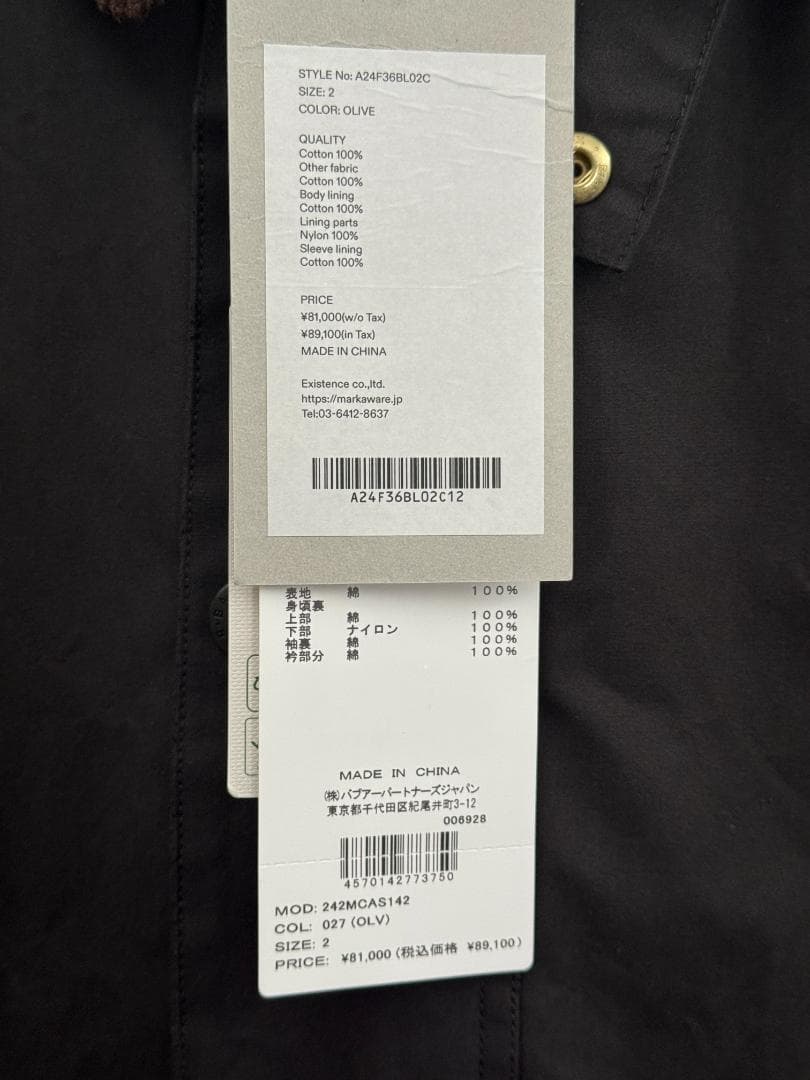 STYLE No: A24F36BL02C
SIZE: 2
COLOR: OLIVE
QUALITY
Cotton 100%
Other fabric
Cotton 100%
Body lining
Cotton 100%
Lining parts
Nylon 100%
Sleeve lining
Cotton 100%
PRICE
¥81,000(w/o Tax)
¥89,100(in Tax)
MADE IN CHINA
Existence co.,ltd.
https://markaware.jp
Tel:03-6412-8637
A24F36BL02C12
表地 綿 100%
身頃裏
上部 綿 100%
下部 ナイロン 100%
袖裏 綿 100%
衿部分 綿 100%
MADE IN CHINA
(株)バブアーパートナーズジャパン
東京都千代田区紀尾井町3-12
006928
4570142773750
MOD: 242MCAS142
COL: 027 (OLV)
SIZE: 2
PRICE: ¥81,000 (税込価格 ¥89,100)